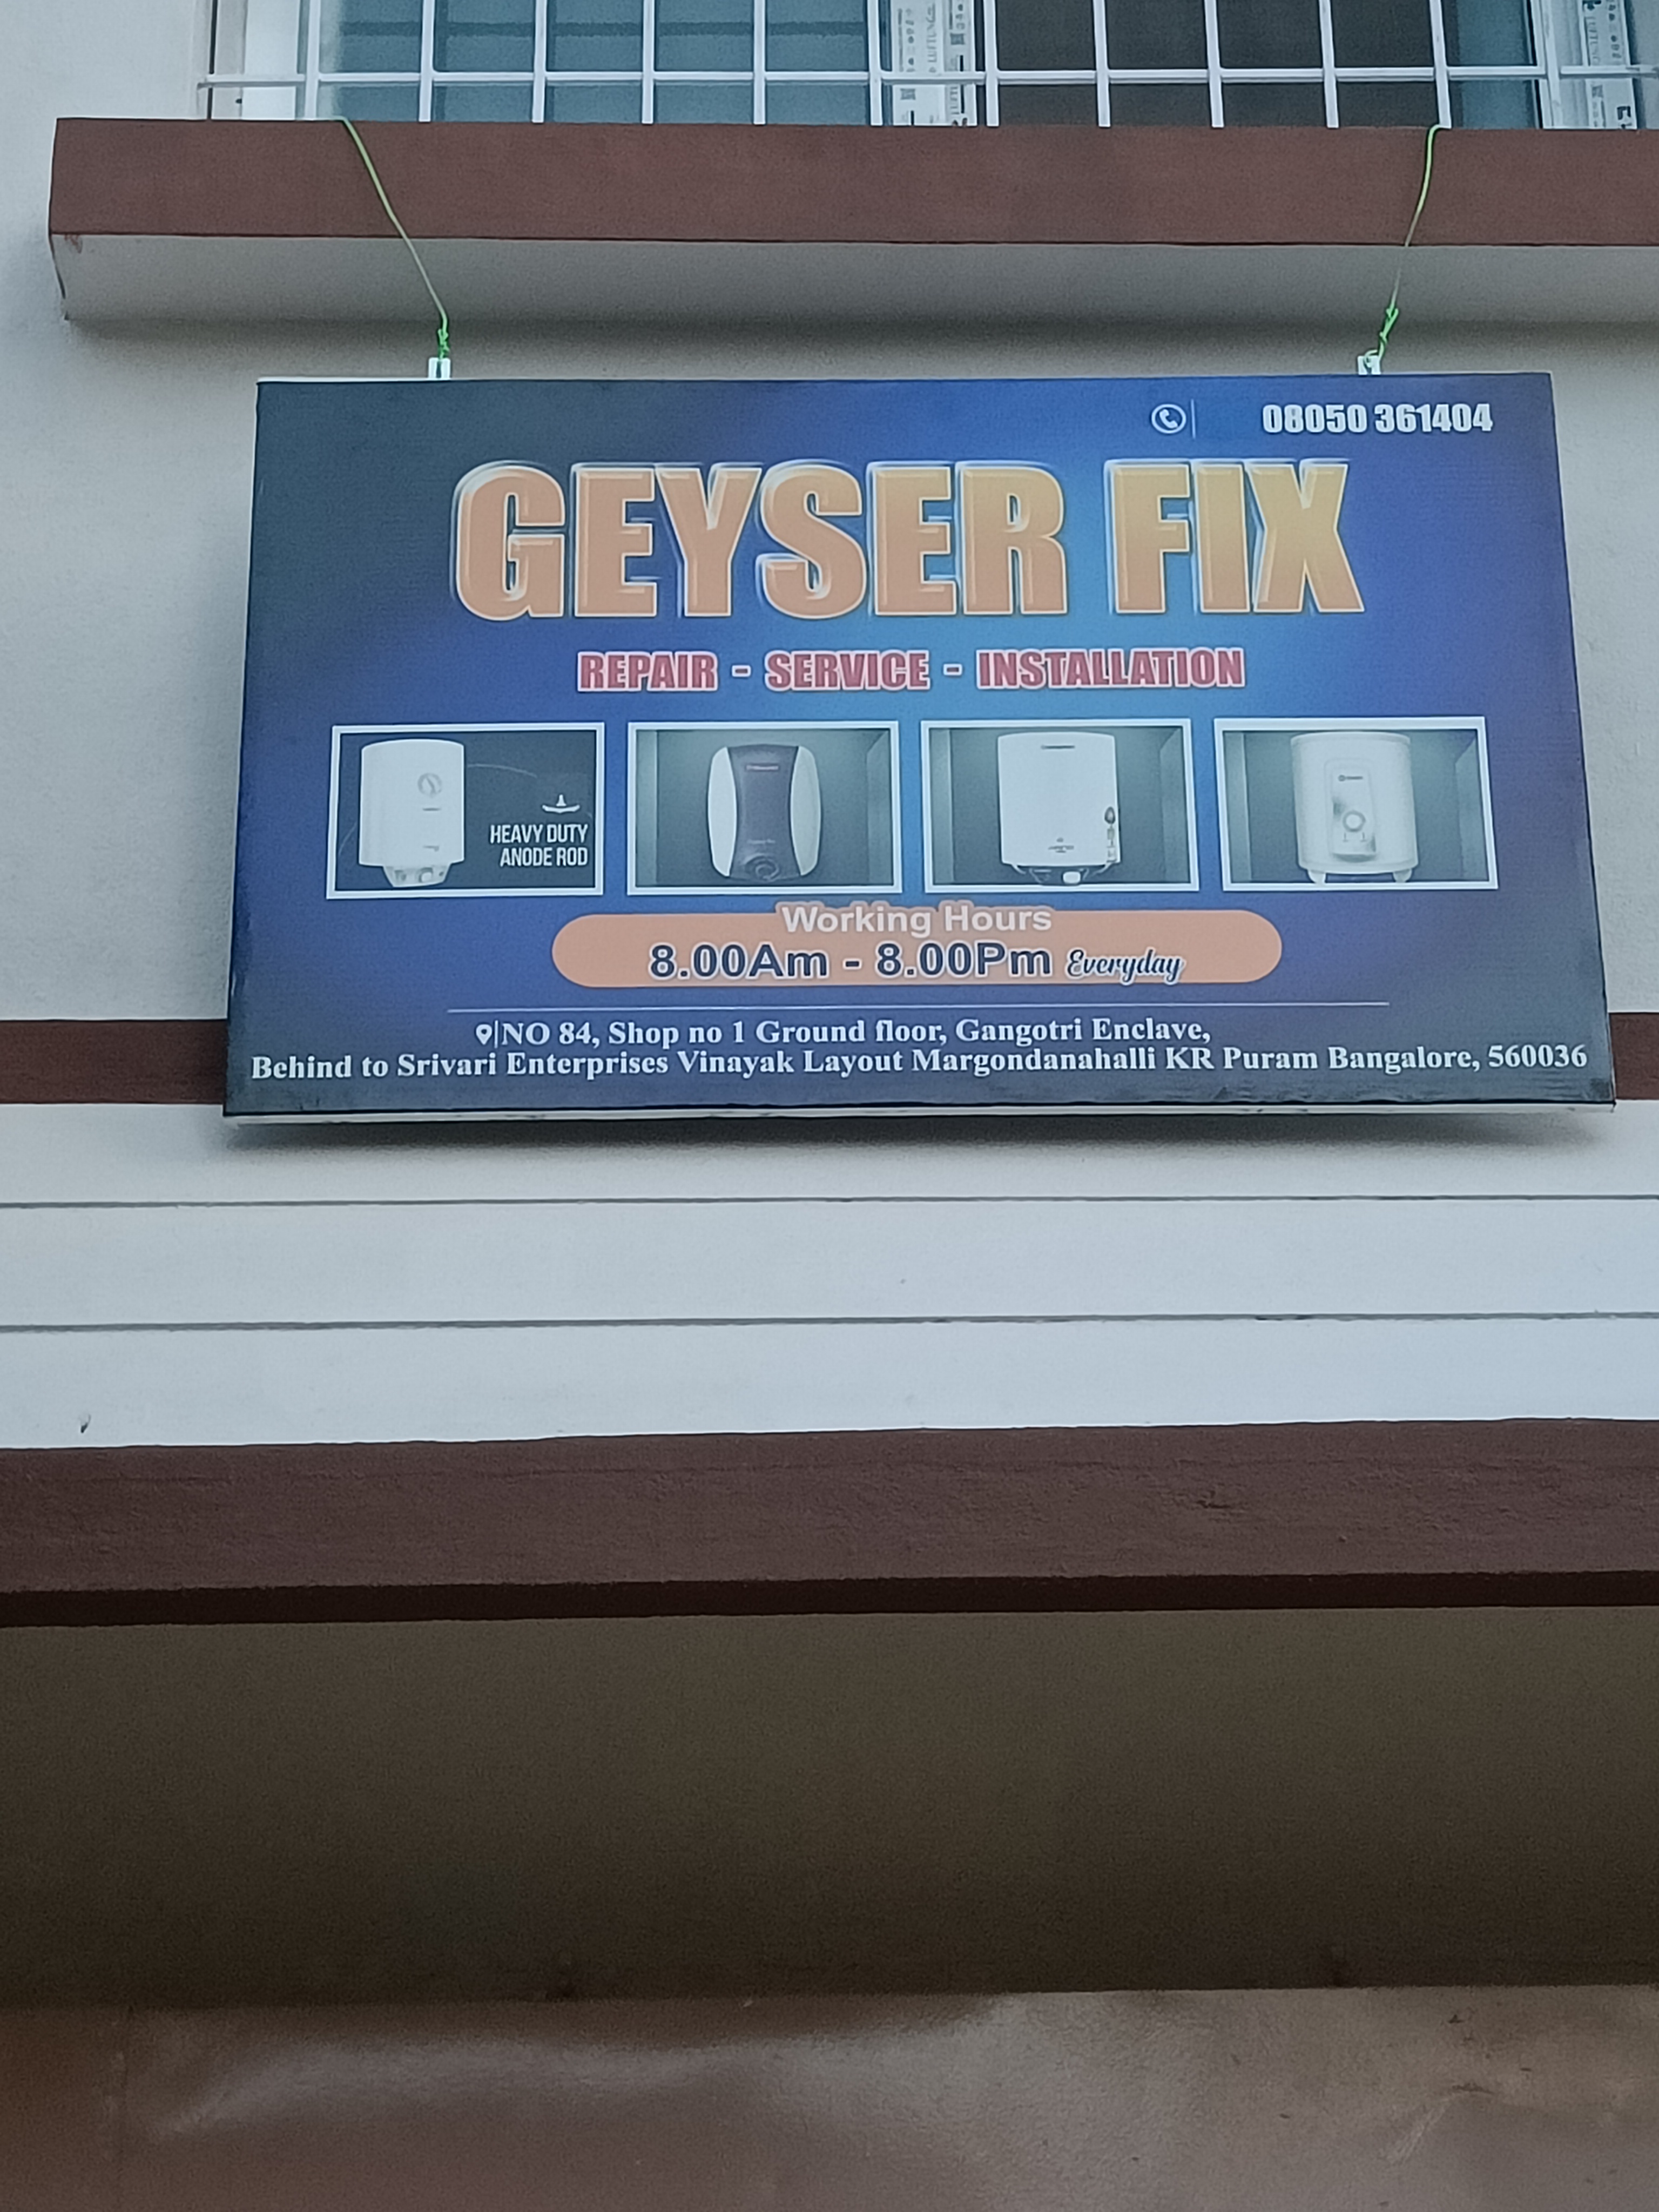 08050 361404
GEYSER FIX
REPAIR - SERVICE - INSTALLATION
HEAVY DUTY
ANODE ROD
Working Hours
8.00Am - 8.00Pm Everyday
NO 84, Shop no 1 Ground floor, Gangotri Enclave,
Behind to Srivari Enterprises Vinayak Layout Margondanahalli KR Puram Bangalore, 560036